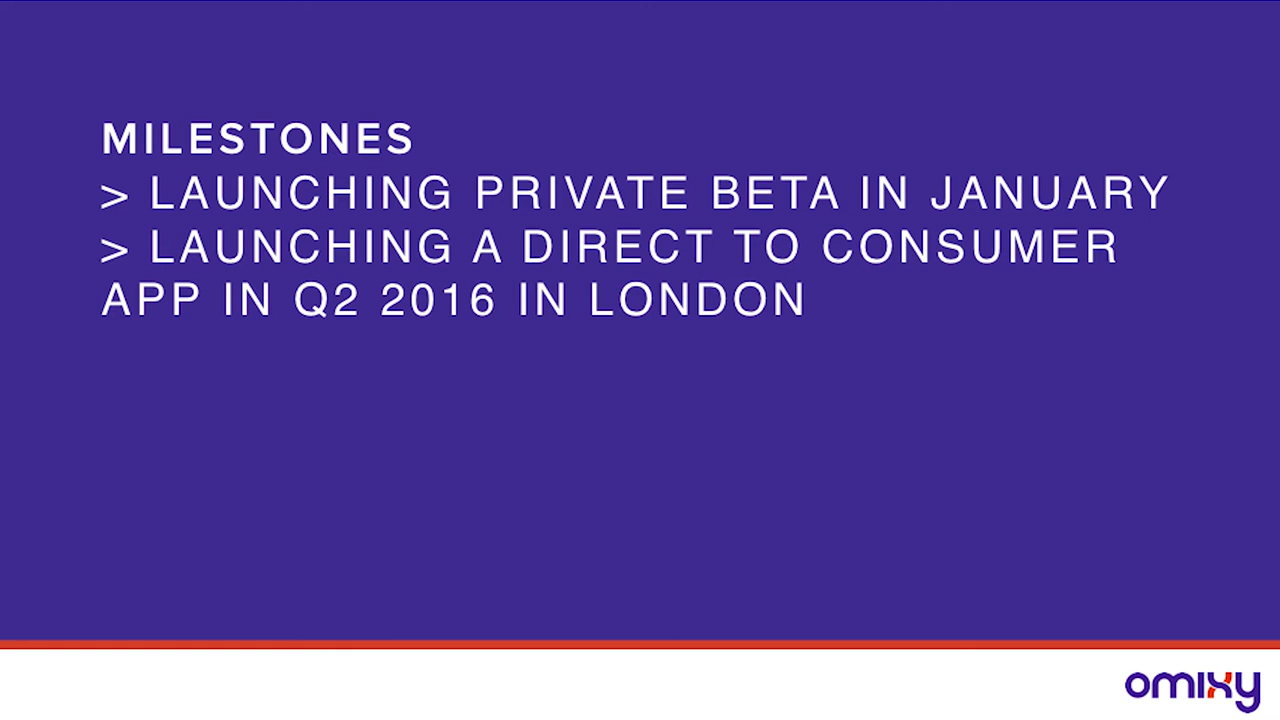 MILESTONES
> LAUNCHING PRIVATE BETA IN JANUARY
> LAUNCHING A DIRECT TO CONSUMER
APP IN Q2 2016 IN LONDON
omixy